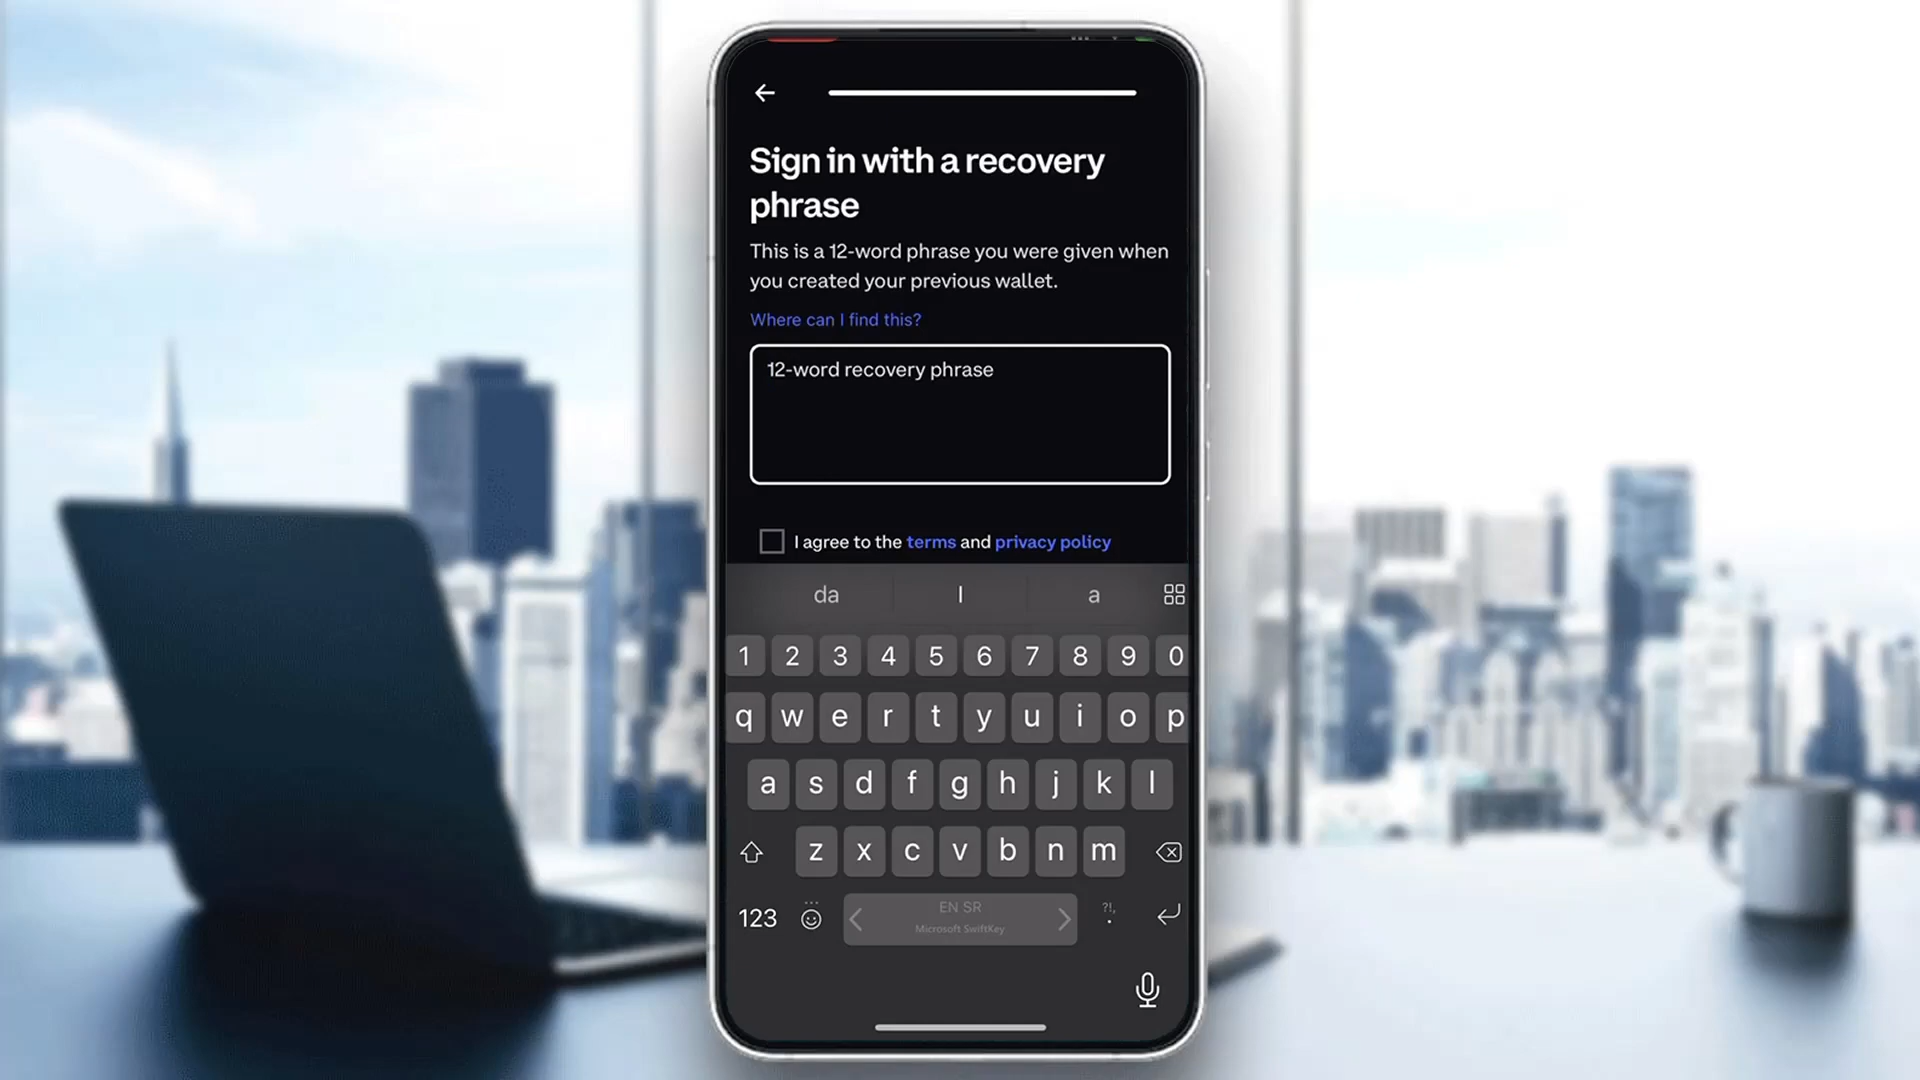 Sign in with a recovery
phrase
This is a 12-word phrase you were given when
you created your previous wallet.
Where can I find this?
12-word recovery phrase
I agree to the terms and privacy policy
da I a
1 2 3 4 5 6 7 8 9 0
q w e r t y u i o p
a s d f g h j k l
z x c v b n m
123 EN SR ?!,
Microsoft SwiftKey .